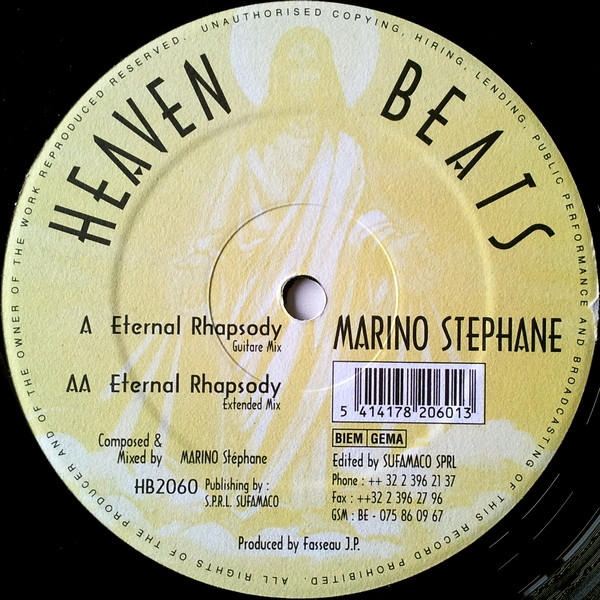 HEAVEN BEATS
A Eternal Rhapsody
Guitare Mix
AA Eternal Rhapsody
Extended Mix
Composed &
Mixed by MARINO Stéphane
HB2060 Publishing by :
S.P.R.L. SUFAMACO
MARINO STEPHANE
5 414178 206013
BIEM GEMA
Edited by SUFAMACO SPRL
Phone : ++ 32 2 396 21 37
Fax : ++32 2 396 27 96
GSM : BE - 075 86 09 67
Produced by Fasseau J.P.
ALL RIGHTS OF THE PRODUCER AND OF THE OWNER OF THE WORK REPRODUCED RESERVED. UNAUTHORISED COPYING, HIRING, LENDING, PUBLIC PERFORMANCE AND BROADCASTING OF THIS RECORD PROHIBITED.